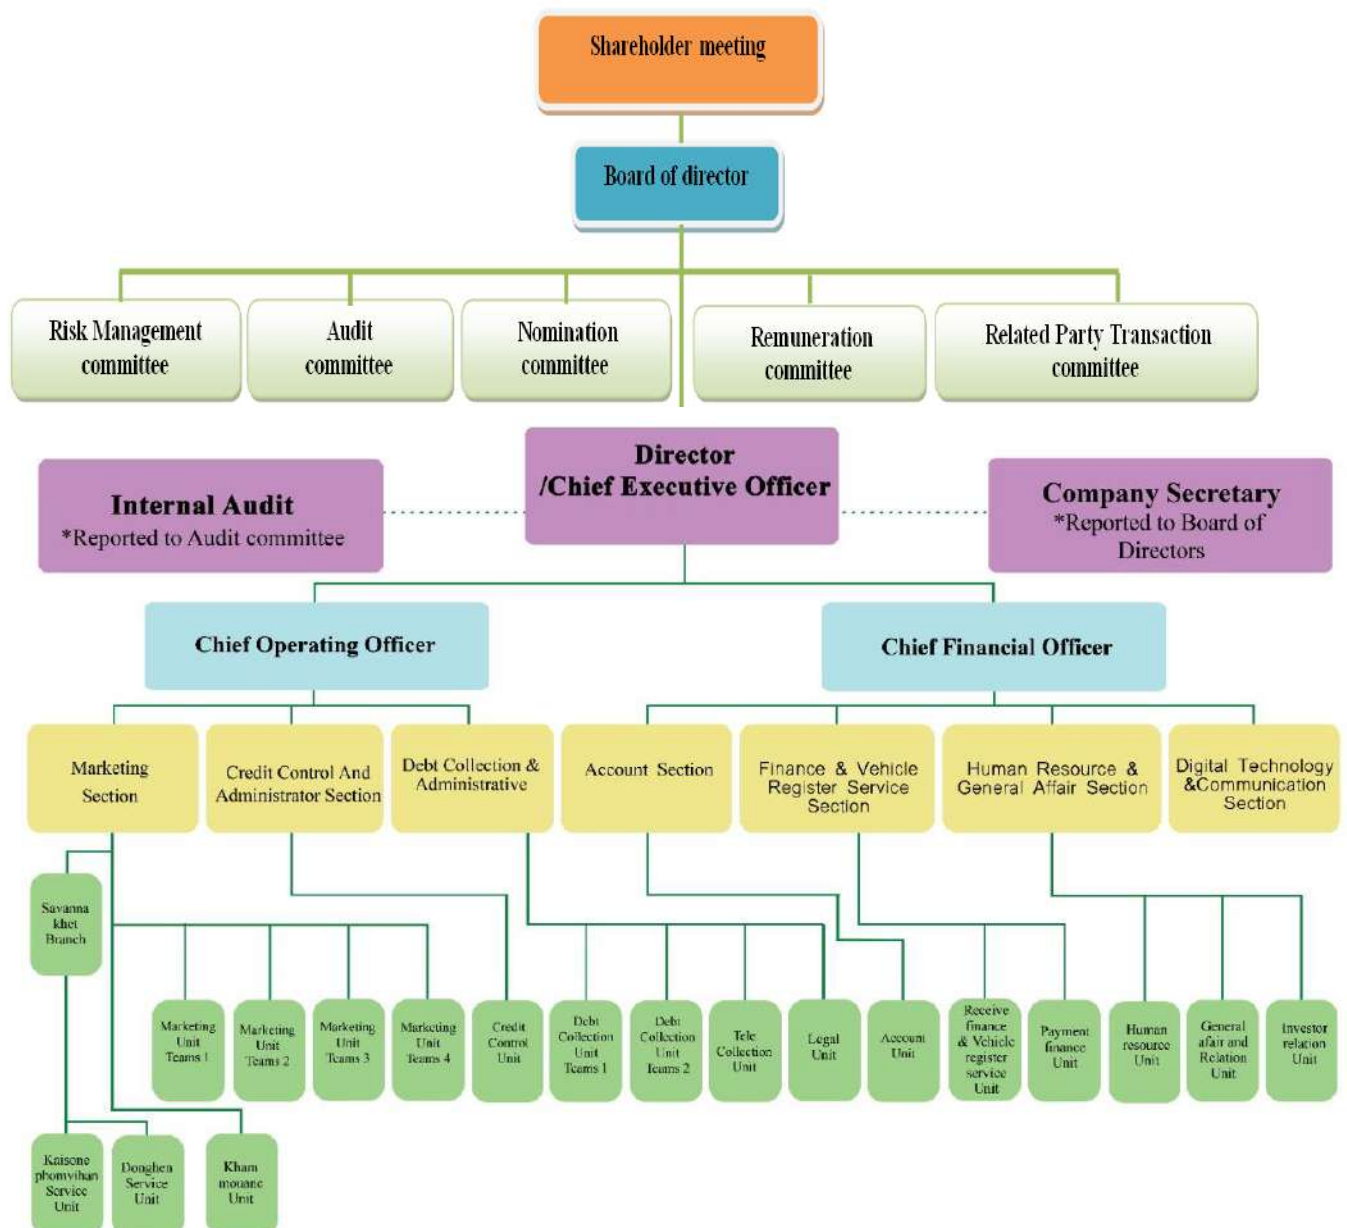 Shareholder meeting
Board of director
Risk Management
committee
Audit
committee
Nomination
committee
Remuneration
committee
Related Party Transaction
committee
Director
/Chief Executive Officer
Internal Audit
*Reported to Audit committee
Company Secretary
*Reported to Board of
Directors
Chief Operating Officer
Chief Financial Officer
Marketing
Section
Credit Control And
Administrator Section
Debt Collection &
Administrative
Account Section
Finance & Vehicle
Register Service
Section
Human Resource &
General Affair Section
Digital Technology
&Communication
Section
Savanna
khet
Branch
Marketing
Unit
Teams 1
Marketing
Unit
Teams 2
Marketing
Unit
Teams 3
Marketing
Unit
Teams 4
Credit
Control
Unit
Debt
Collection
Unit
Teams 1
Debt
Collection
Unit
Teams 2
Tele
Collection
Unit
Legal
Unit
Account
Unit
Receive
finance
& Vehicle
register
service
Unit
Payment
finance
Unit
Human
resource
Unit
General
afair and
Relation
Unit
Investor
relation
Unit
Kaisone
phomvihan
Service
Unit
Donghen
Service
Unit
Kham
mouane
Unit